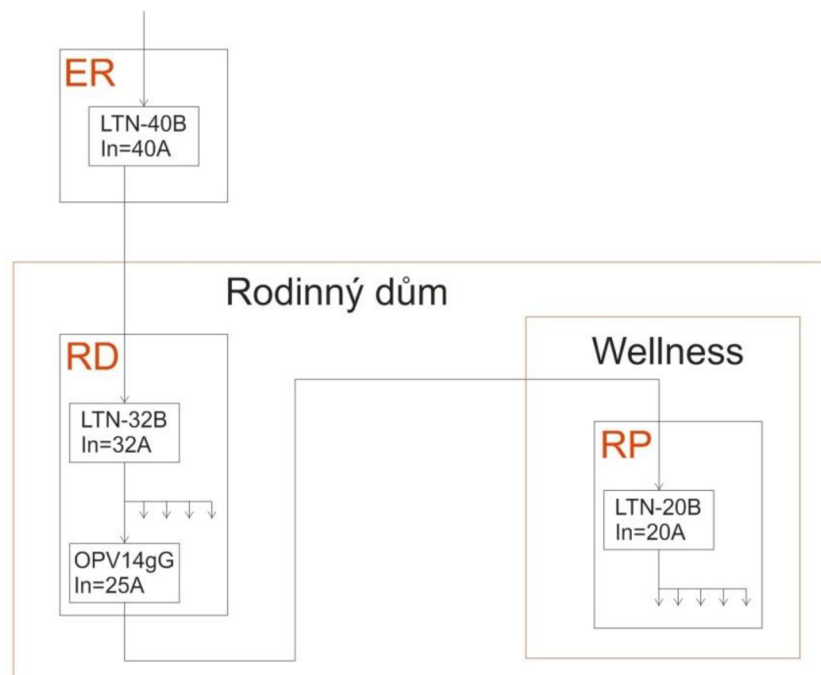 ER
LTN-40B
In=40A
Rodinný dům
RD
LTN-32B
In=32A
OPV14gG
In=25A
Wellness
RP
LTN-20B
In=20A